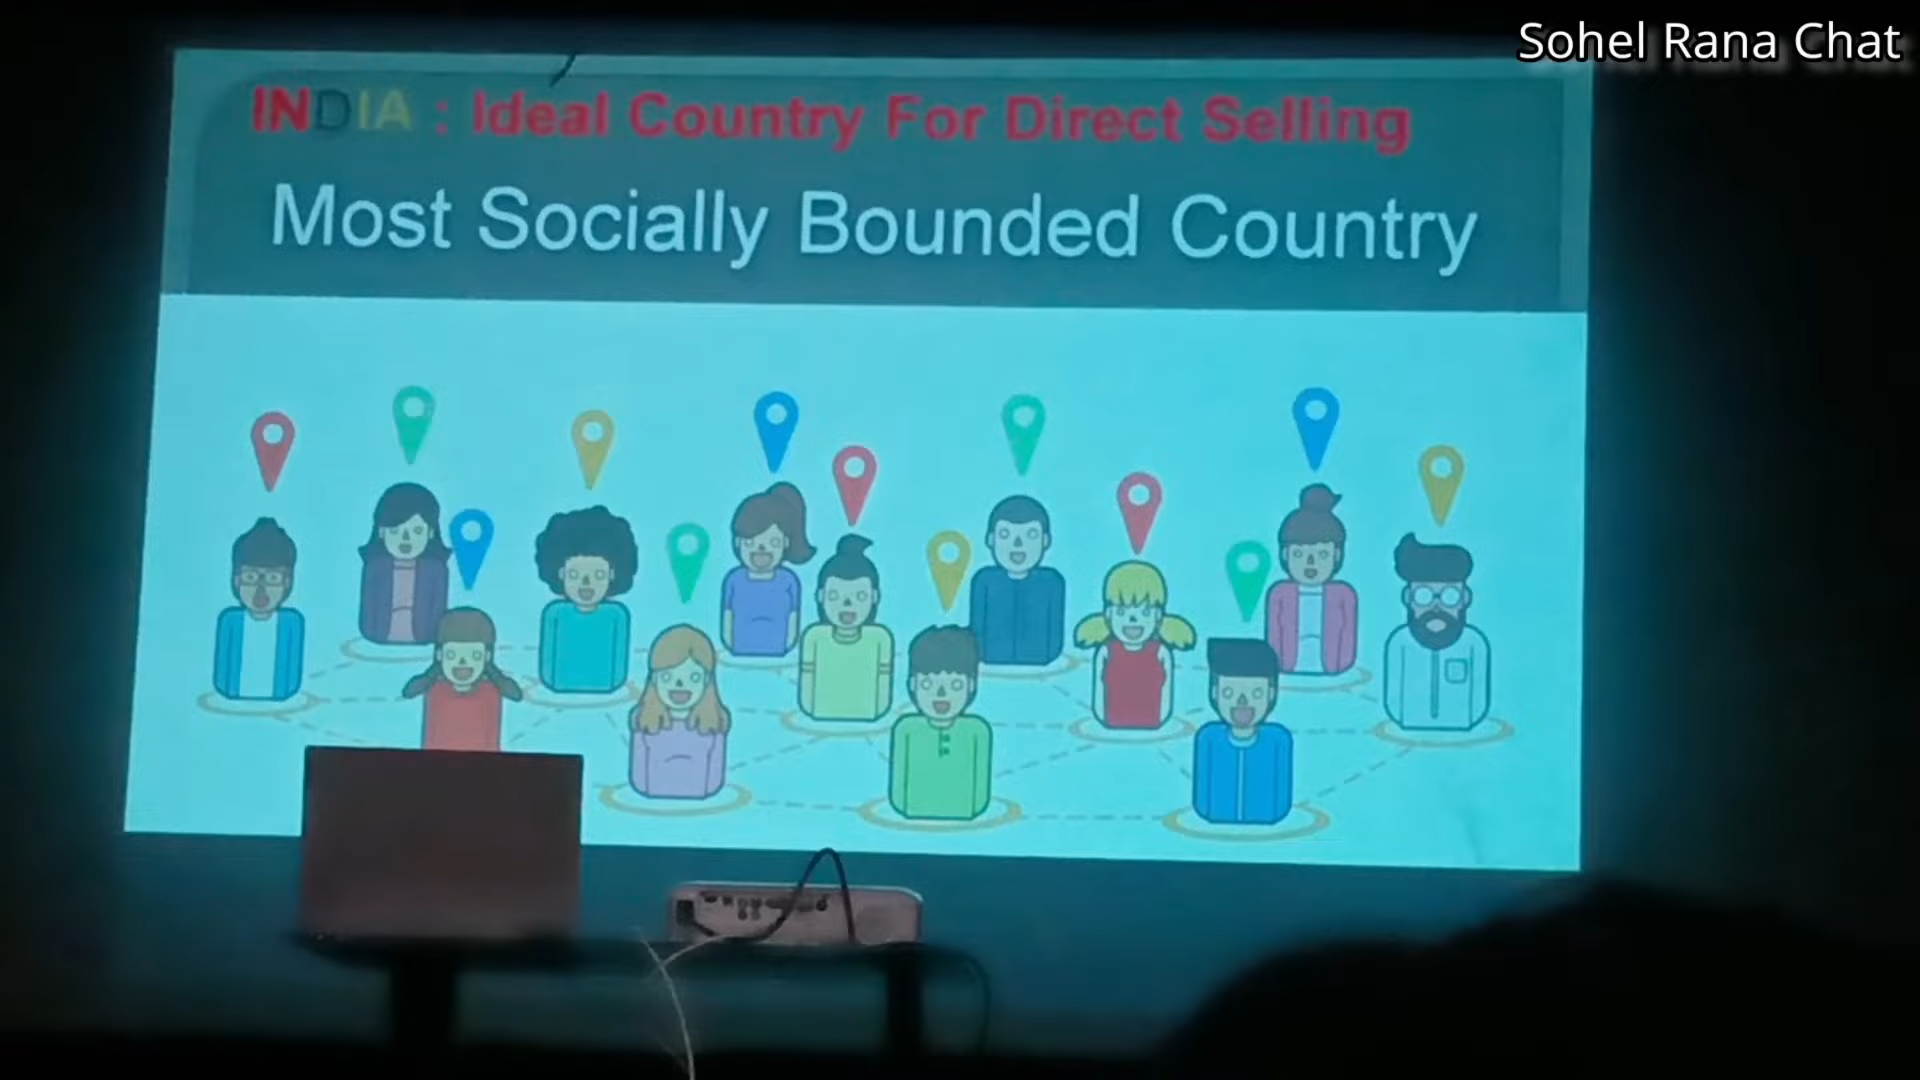 Sohel Rana Chat
INDIA : Ideal Country For Direct Selling
Most Socially Bounded Country